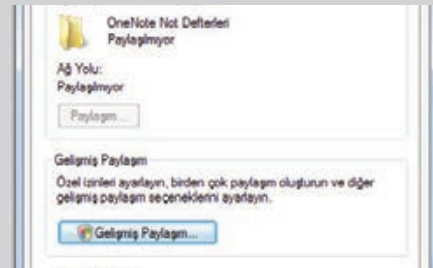 OneNote Not Defterleri
Paylaşılmıyor
Ağ Yolu:
Paylaşılmıyor
Paylaşım...
Gelişmiş Paylaşım
Özel izinleri ayarlayın, birden çok paylaşım oluşturun ve diğer
gelişmiş paylaşım seçeneklerini ayarlayın.
Gelişmiş Paylaşım...